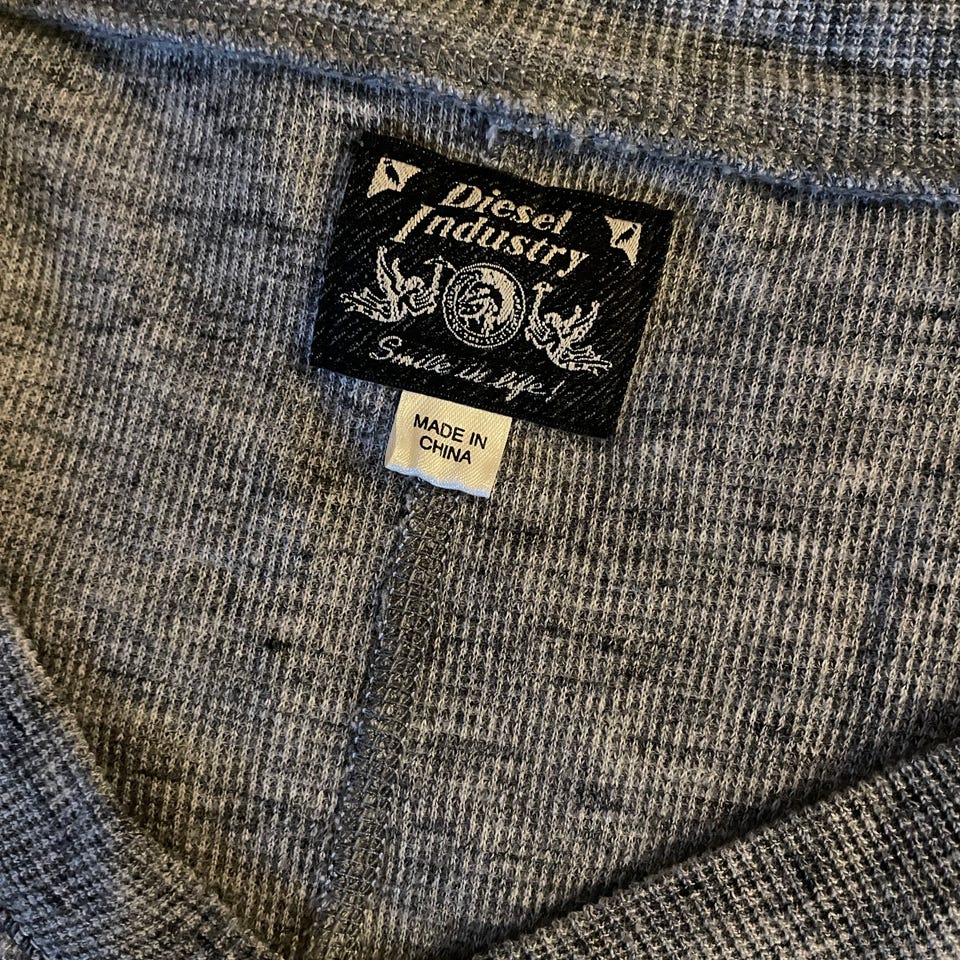 Diesel
Industry
Smile in life!
MADE IN
CHINA